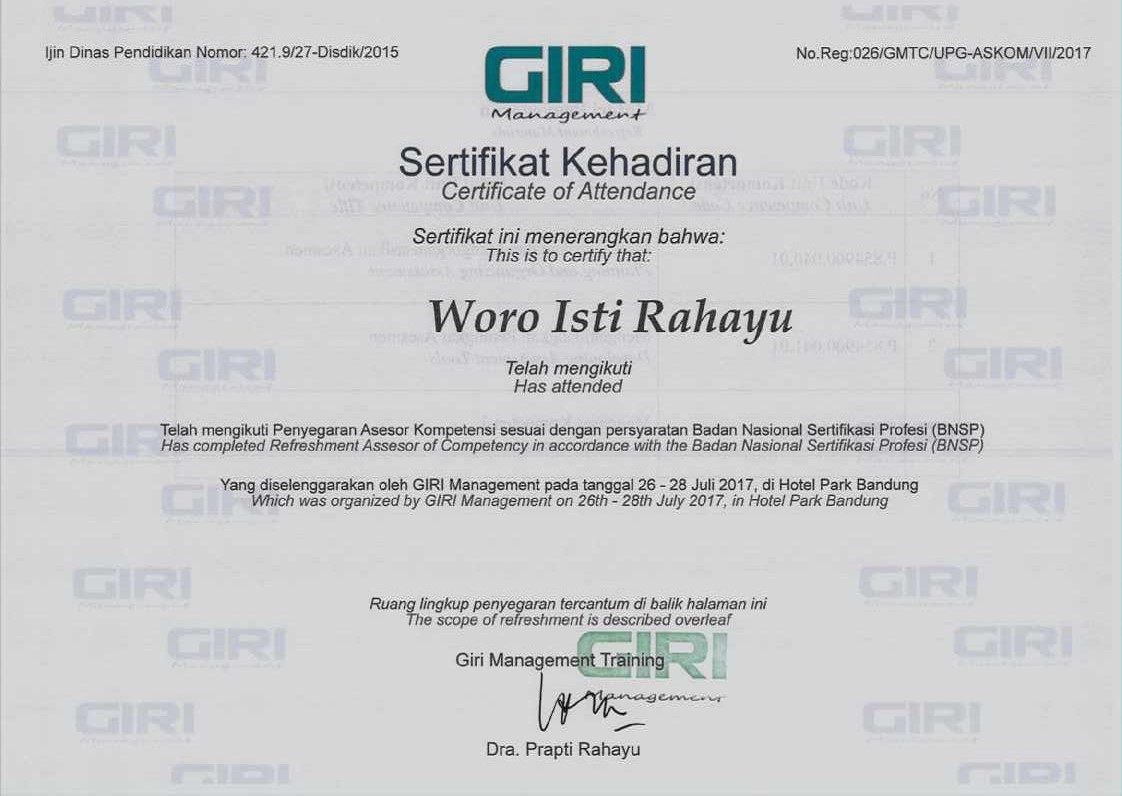 Ijin Dinas Pendidikan Nomor: 421.9/27-Disdik/2015
No.Reg:026/GMTC/UPG-ASKOM/VII/2017
GIRI
Management
Sertifikat Kehadiran
Certificate of Attendance
Sertifikat ini menerangkan bahwa:
This is to certify that:
Woro Isti Rahayu
Telah mengikuti
Has attended
Telah mengikuti Penyegaran Asesor Kompetensi sesuai dengan persyaratan Badan Nasional Sertifikasi Profesi (BNSP)
Has completed Refreshment Assesor of Competency in accordance with the Badan Nasional Sertifikasi Profesi (BNSP)
Yang diselenggarakan oleh GIRI Management pada tanggal 26 - 28 Juli 2017, di Hotel Park Bandung
Which was organized by GIRI Management on 26th - 28th July 2017, in Hotel Park Bandung
Ruang lingkup penyegaran tercantum di balik halaman ini
The scope of refreshment is described overleaf
GIRI
Giri Management Training
Management
Dra. Prapti Rahayu